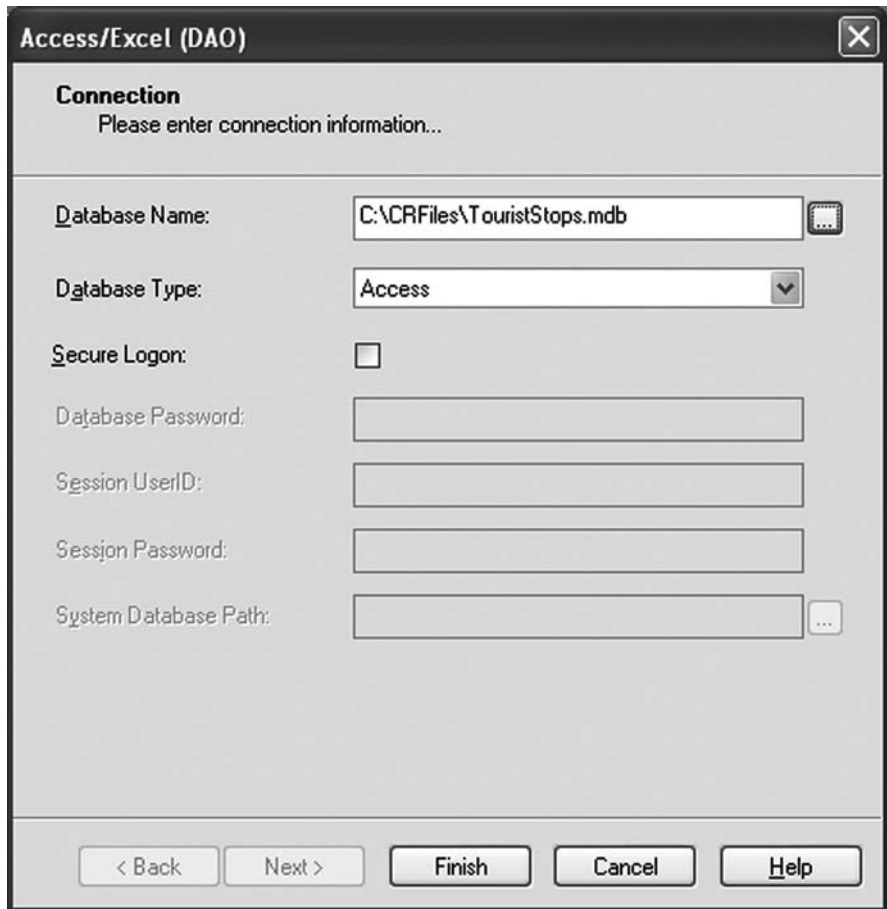 Access/Excel (DAO)
Connection
Please enter connection information...
Database Name: C:\CRFiles\TouristStops.mdb ...
Database Type: Access
Secure Logon:
Database Password:
Session UserID:
Session Password:
System Database Path: ...
< Back Next > Finish Cancel Help